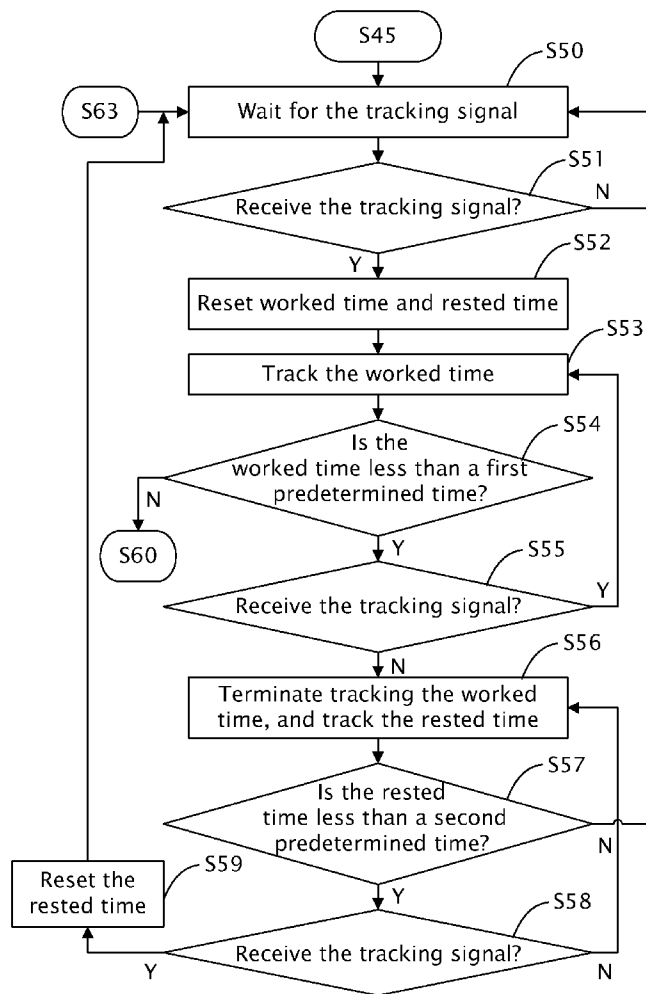 S45
S50
S63
Wait for the tracking signal
S51
Receive the tracking signal?
N
S52
Y
Reset worked time and rested time
S53
Track the worked time
S54
Is the
worked time less than a first
predetermined time?
N
S60
Y
S55
Receive the tracking signal?
Y
N
S56
Terminate tracking the worked
time, and track the rested time
S57
Is the rested
time less than a second
predetermined time?
N
S59
Reset the
rested time
Y
S58
Receive the tracking signal?
Y
N